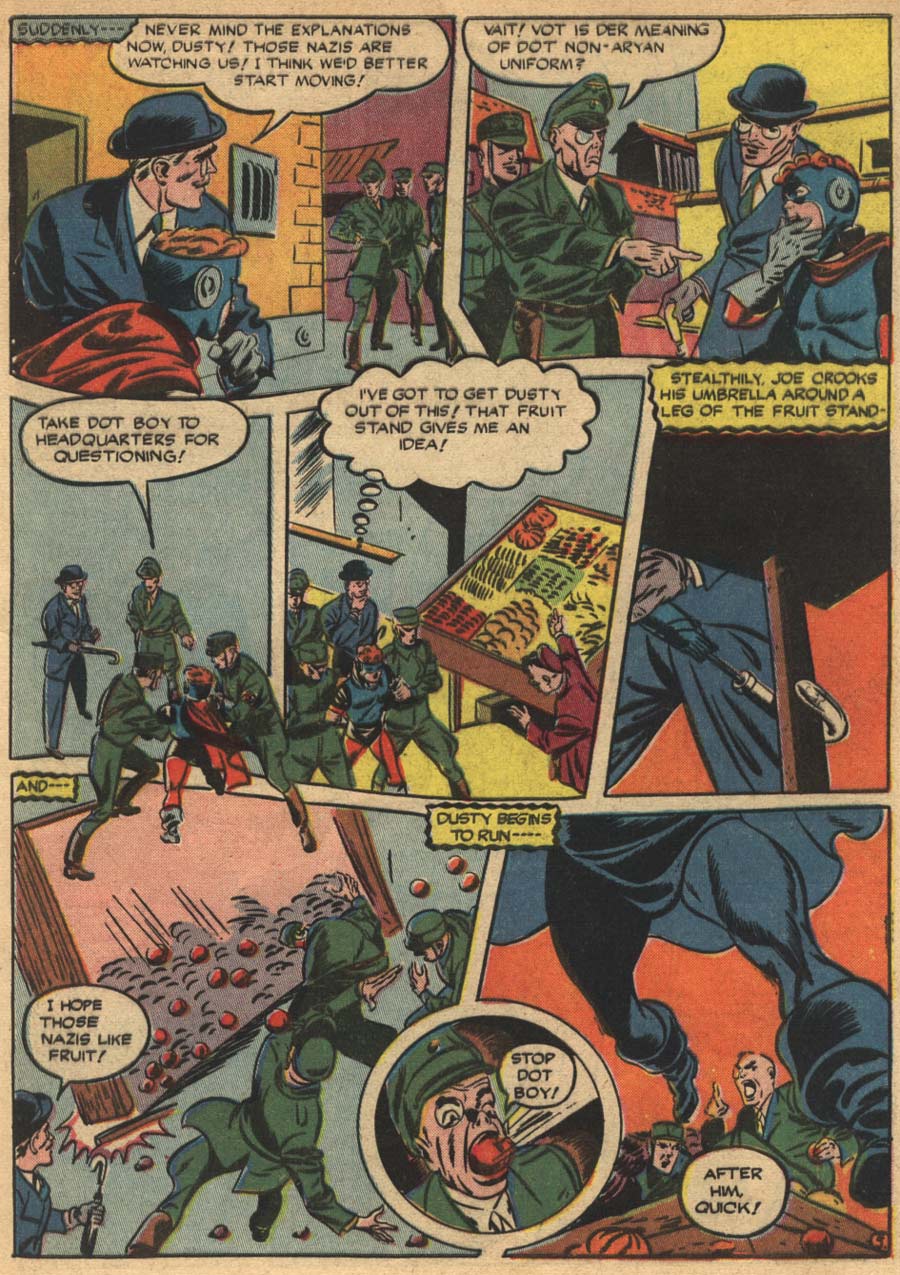 SUDDENLY----
NEVER MIND THE EXPLANATIONS
NOW, DUSTY! THOSE NAZIS ARE
WATCHING US! I THINK WE'D BETTER
START MOVING!
VAIT! VOT IS DER MEANING
OF DOT NON-ARYAN
UNIFORM?
TAKE DOT BOY TO
HEADQUARTERS FOR
QUESTIONING!
I'VE GOT TO GET DUSTY
OUT OF THIS! THAT FRUIT
STAND GIVES ME AN
IDEA!
STEALTHILY, JOE CROOKS
HIS UMBRELLA AROUND A
LEG OF THE FRUIT STAND-
AND----
I HOPE
THOSE
NAZIS LIKE
FRUIT!
STOP
DOT
BOY!
DUSTY BEGINS
TO RUN----
AFTER
HIM,
QUICK!